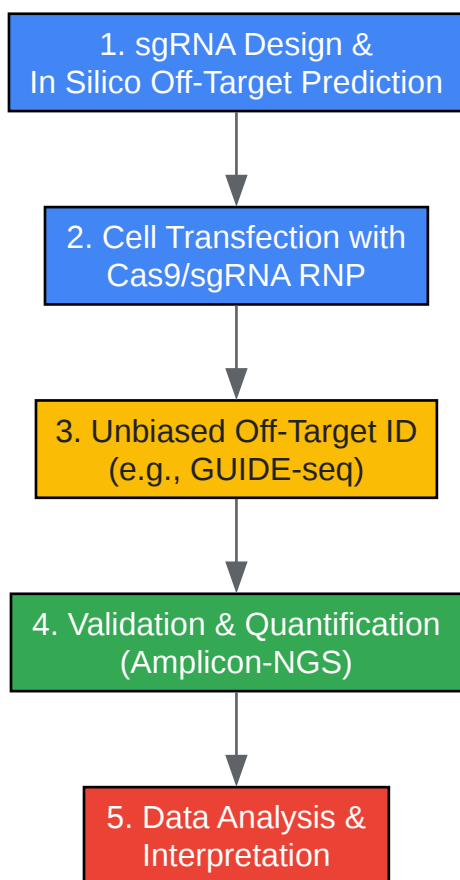 1. sgRNA Design &
In Silico Off-Target Prediction
2. Cell Transfection with
Cas9/sgRNA RNP
3. Unbiased Off-Target ID
(e.g., GUIDE-seq)
4. Validation & Quantification
(Amplicon-NGS)
5. Data Analysis &
Interpretation